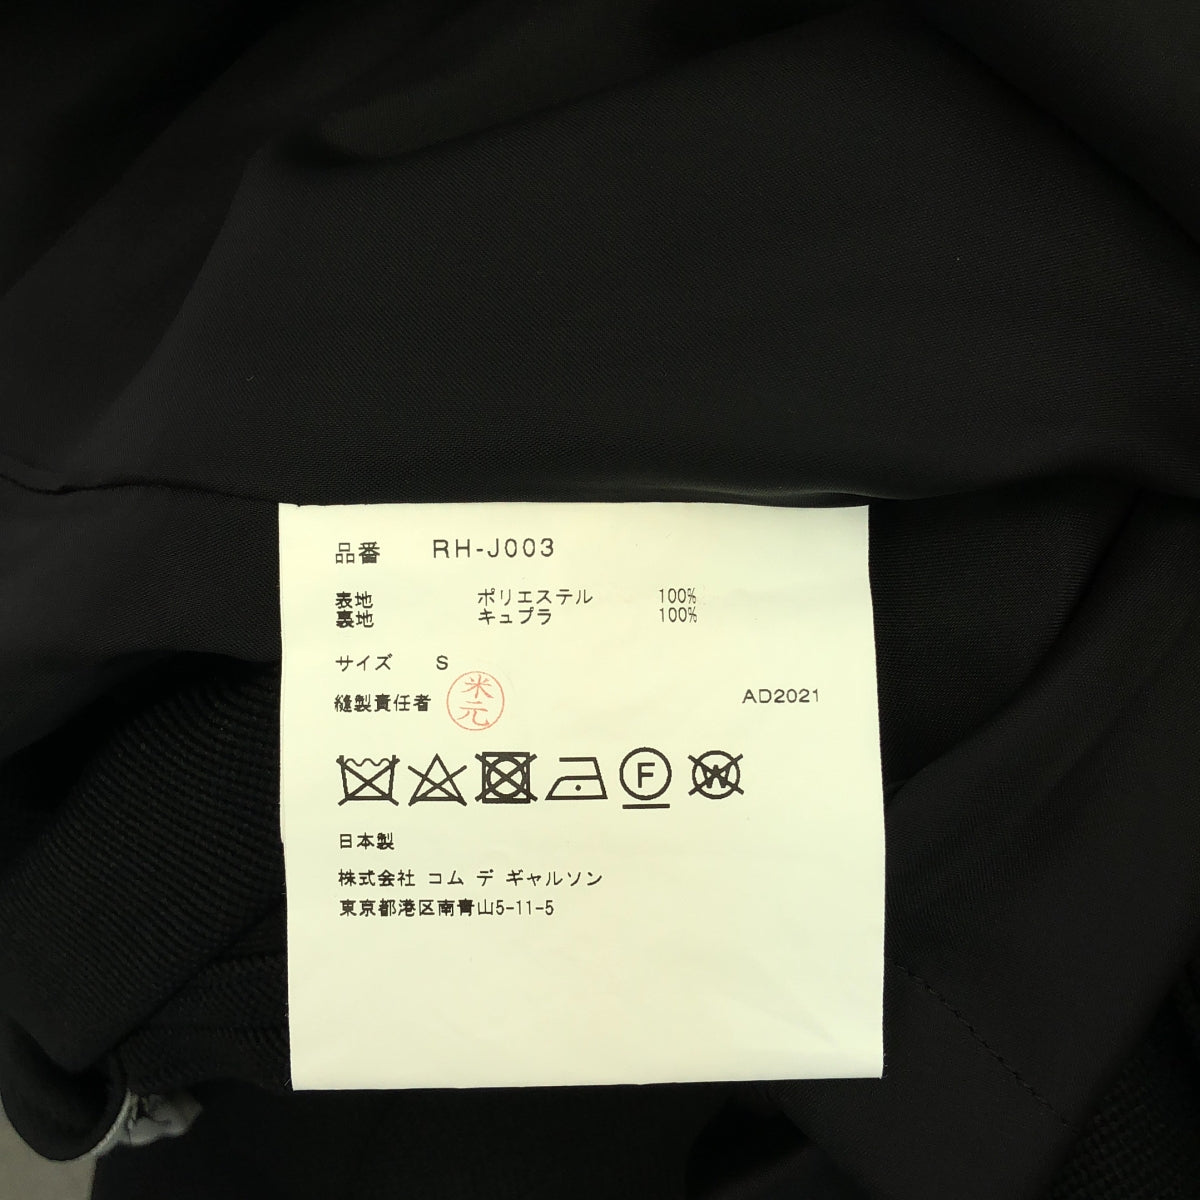 品番 RH-J003
表地 ポリエステル 100%
裏地 キュプラ 100%
サイズ S
縫製責任者 米元 AD2021
F W
日本製
株式会社 コム デ ギャルソン
東京都港区南青山5-11-5